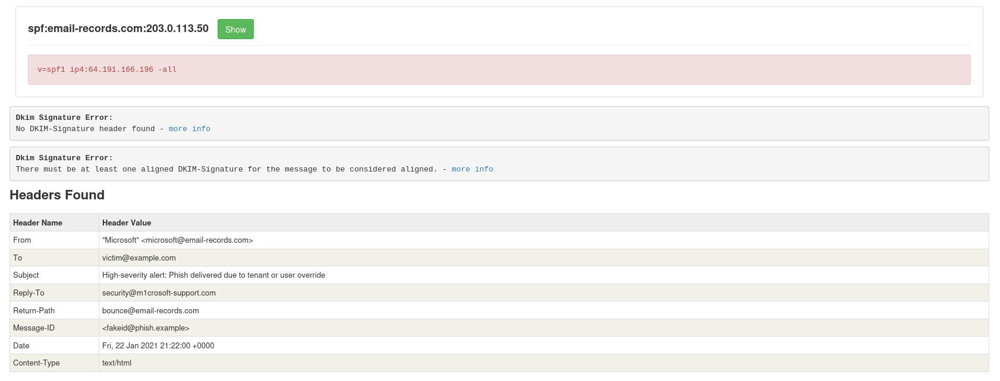 spf:email-records.com:203.0.113.50 Show
v=spf1 ip4:64.191.166.196 -all
Dkim Signature Error:
No DKIM-Signature header found - more info
Dkim Signature Error:
There must be at least one aligned DKIM-Signature for the message to be considered aligned. - more info
Headers Found
Header Name Header Value
From "Microsoft" <microsoft@email-records.com>
To victim@example.com
Subject High-severity alert: Phish delivered due to tenant or user override
Reply-To security@m1crosoft-support.com
Return-Path bounce@email-records.com
Message-ID <fakeid@phish.example>
Date Fri, 22 Jan 2021 21:22:00 +0000
Content-Type text/html